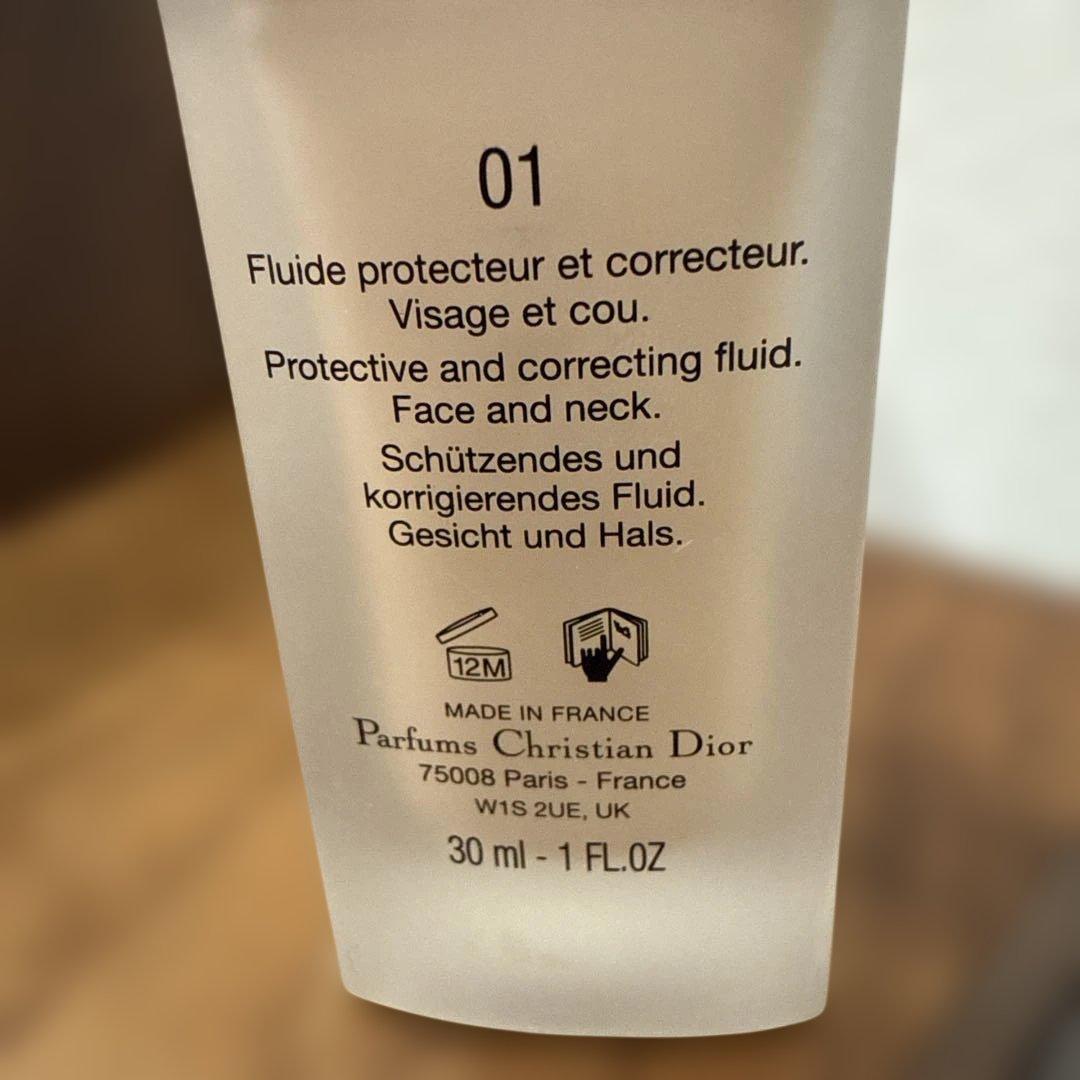 01
Fluide protecteur et correcteur.
Visage et cou.
Protective and correcting fluid.
Face and neck.
Schützendes und
korrigierendes Fluid.
Gesicht und Hals.
12M
MADE IN FRANCE
Parfums Christian Dior
75008 Paris - France
W1S 2UE, UK
30 ml - 1 FL.OZ